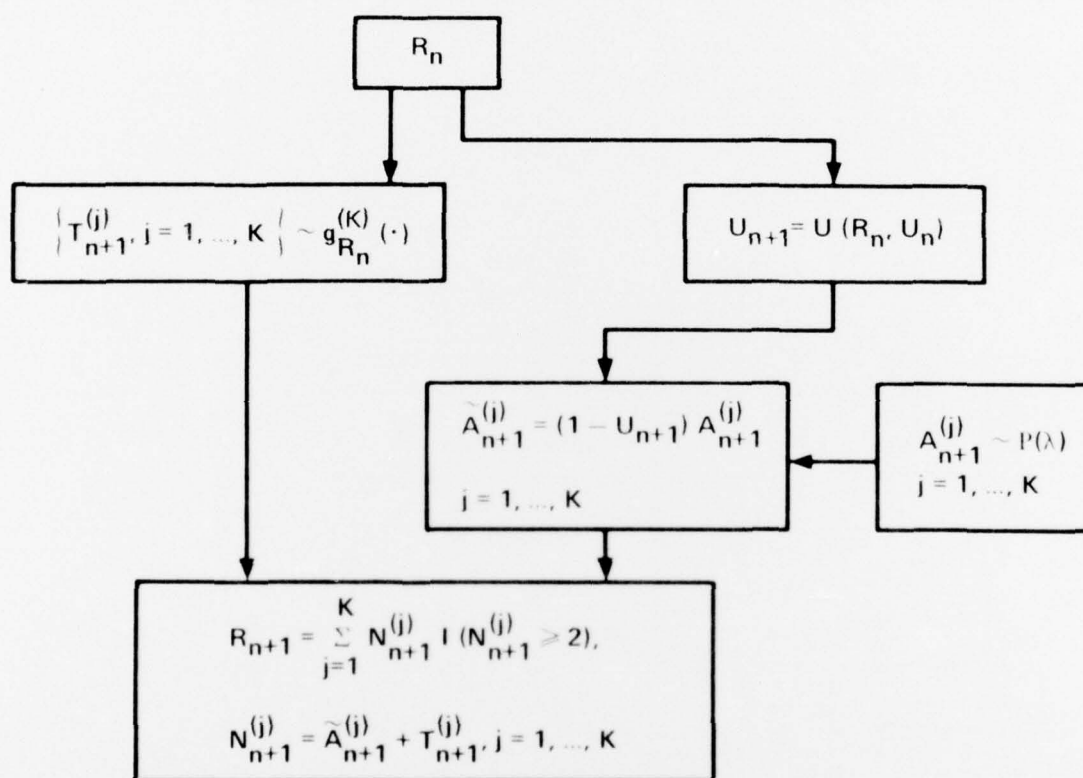 R_n
{T_{n+1}^{(j)}, j = 1, ..., K} ~ g_{R_n}^{(K)} (·)
U_{n+1} = U (R_n, U_n)
Ã_{n+1}^{(j)} = (1 − U_{n+1}) A_{n+1}^{(j)}
j = 1, ..., K
A_{n+1}^{(j)} ~ P(λ)
j = 1, ..., K
R_{n+1} = Σ_{j=1}^{K} N_{n+1}^{(j)} I (N_{n+1}^{(j)} ⩾ 2),
N_{n+1}^{(j)} = Ã_{n+1}^{(j)} + T_{n+1}^{(j)}, j = 1, ..., K